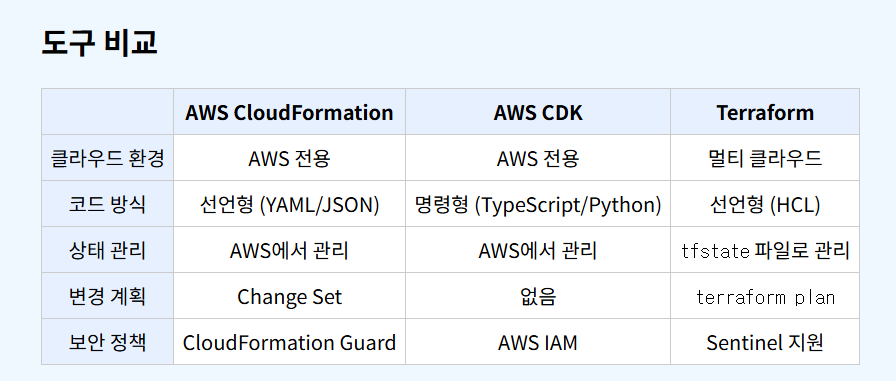 도구 비교
AWS CloudFormation AWS CDK Terraform
클라우드 환경 AWS 전용 AWS 전용 멀티 클라우드
코드 방식 선언형 (YAML/JSON) 명령형 (TypeScript/Python) 선언형 (HCL)
상태 관리 AWS에서 관리 AWS에서 관리 tfstate 파일로 관리
변경 계획 Change Set 없음 terraform plan
보안 정책 CloudFormation Guard AWS IAM Sentinel 지원